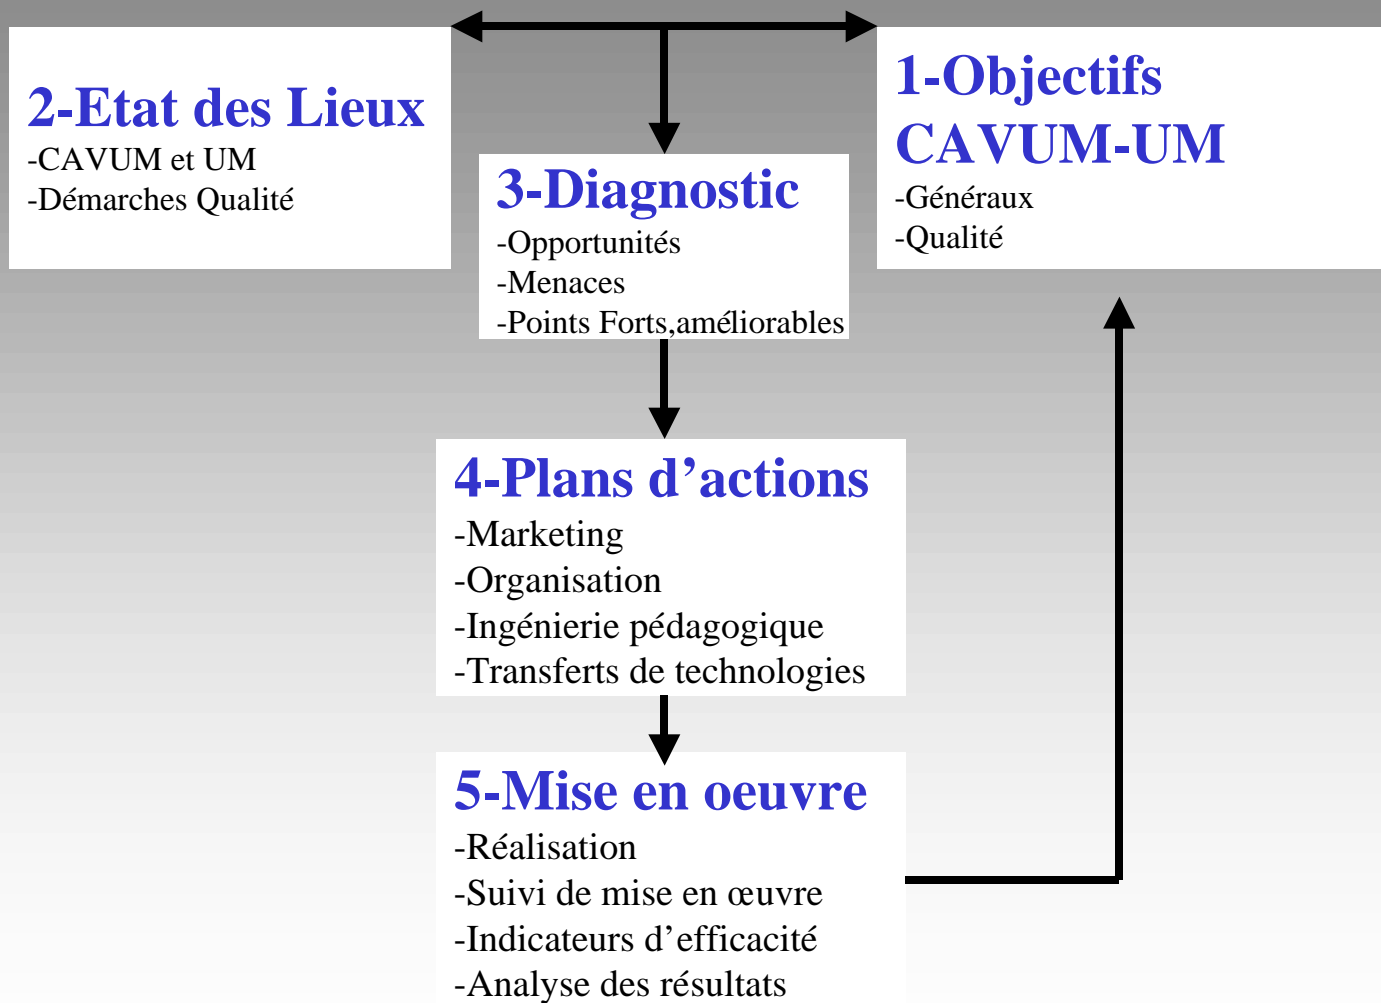 2-Etat des Lieux
-CAVUM et UM
-Démarches Qualité
1-Objectifs
CAVUM-UM
-Généraux
-Qualité
3-Diagnostic
-Opportunités
-Menaces
-Points Forts,améliorables
4-Plans d’actions
-Marketing
-Organisation
-Ingénierie pédagogique
-Transferts de technologies
5-Mise en oeuvre
-Réalisation
-Suivi de mise en œuvre
-Indicateurs d’efficacité
-Analyse des résultats